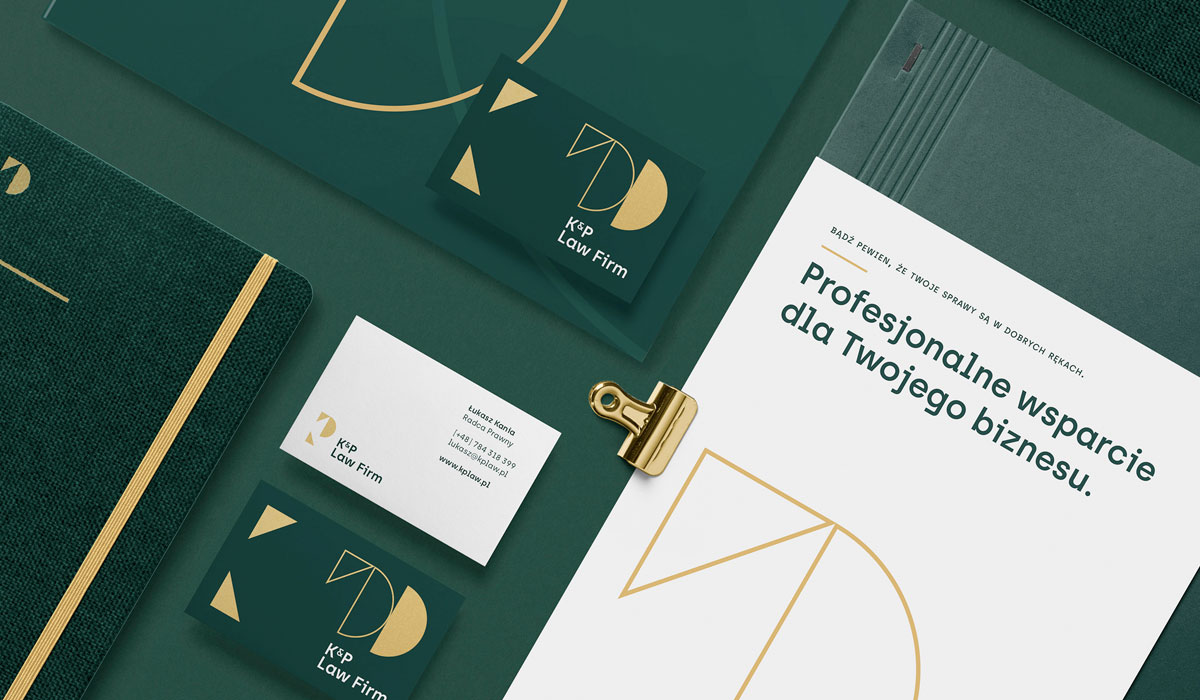 K&P
Law Firm
BĄDŹ PEWIEN, ŻE TWOJE SPRAWY SĄ W DOBRYCH RĘKACH.
Profesjonalne wsparcie
dla Twojego biznesu.
Łukasz Kania
Radca Prawny
[+48] 784 318 399
lukasz@kplaw.pl
www.kplaw.pl
K&P
Law Firm
K&P
Law Firm